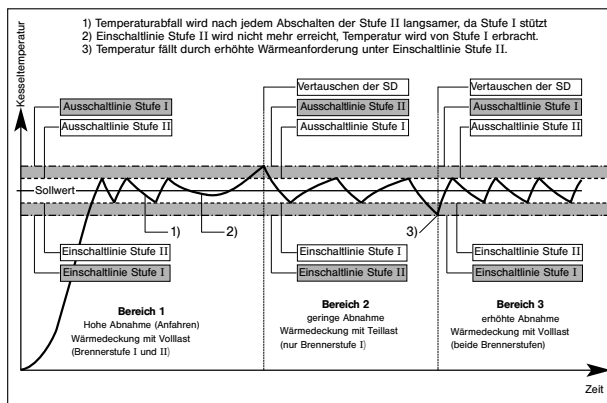 1) Temperaturabfall wird nach jedem Abschalten der Stufe II langsamer, da Stufe I stützt
2) Einschaltlinie Stufe II wird nicht mehr erreicht, Temperatur wird von Stufe I erbracht.
3) Temperatur fällt durch erhöhte Wärmeanforderung unter Einschaltlinie Stufe II.
Kesseltemperatur
Ausschaltlinie Stufe I
Ausschaltlinie Stufe II
Vertauschen der SD
Ausschaltlinie Stufe II
Ausschaltlinie Stufe I
Vertauschen der SD
Ausschaltlinie Stufe I
Ausschaltlinie Stufe II
Sollwert
1)
2)
3)
Einschaltlinie Stufe II
Einschaltlinie Stufe I
Einschaltlinie Stufe I
Einschaltlinie Stufe II
Einschaltlinie Stufe II
Einschaltlinie Stufe I
Bereich 1
Hohe Abnahme (Anfahren)
Wärmedeckung mit Volllast
(Brennerstufe I und II)
Bereich 2
geringe Abnahme
Wärmedeckung mit Teillast
(nur Brennerstufe I)
Bereich 3
erhöhte Abnahme
Wärmedeckung mit Volllast
(beide Brennerstufen)
Zeit